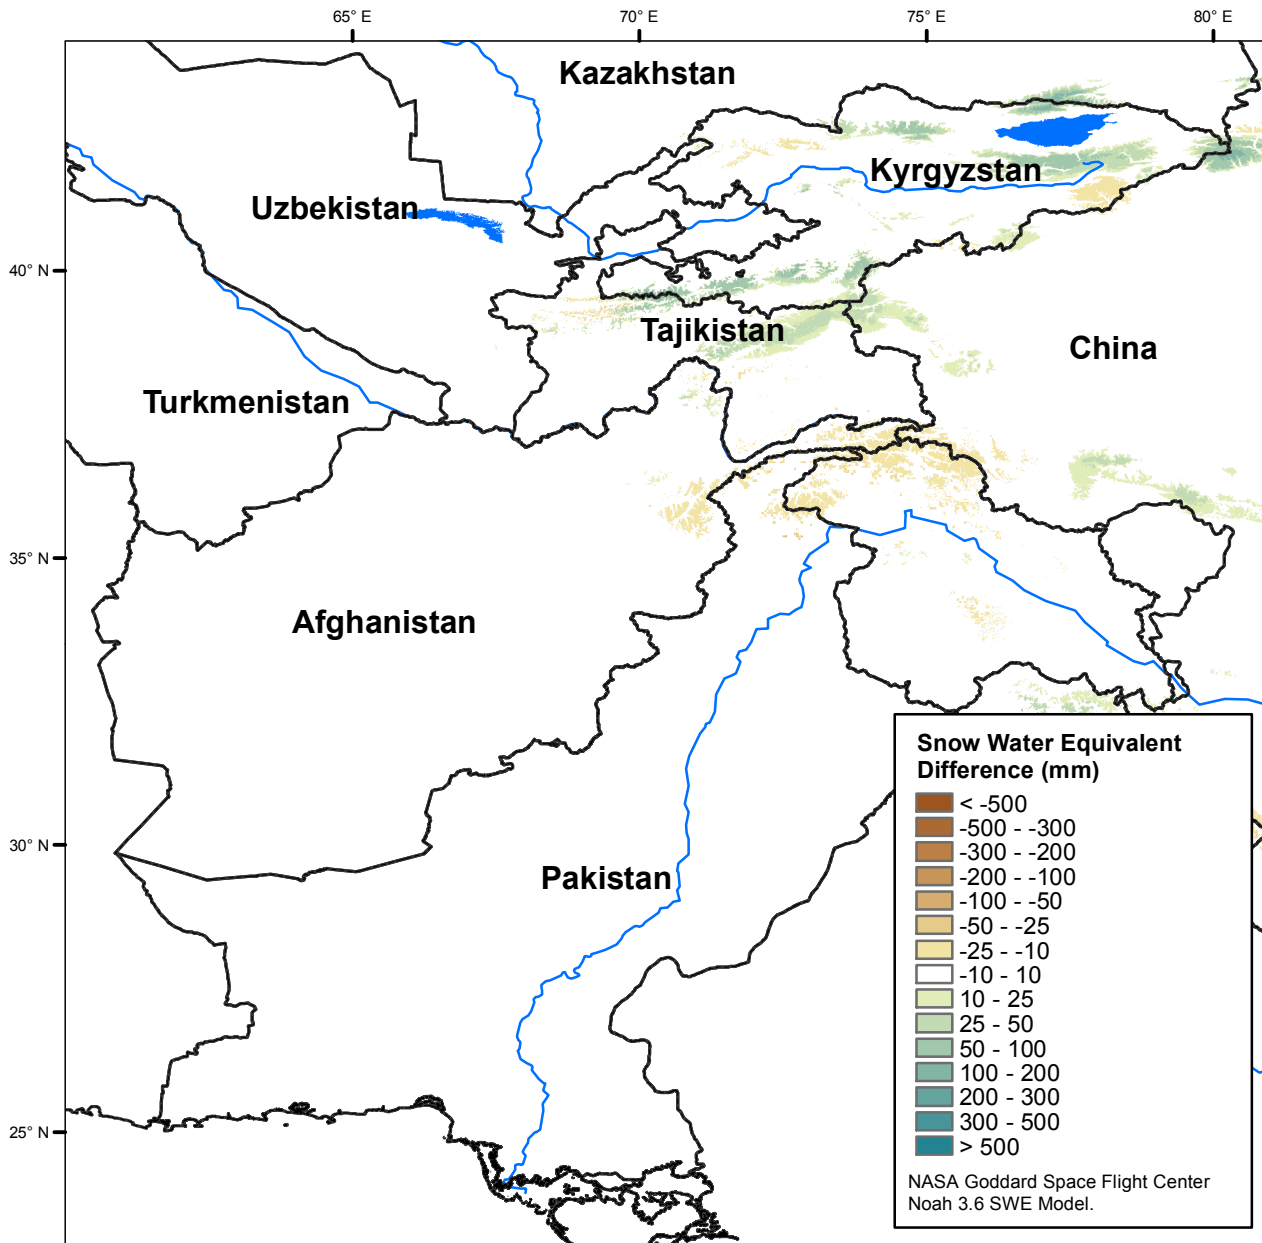 65° E
70° E
75° E
80° E
Kazakhstan
Kyrgyzstan
Uzbekistan
40° N
Tajikistan
China
Turkmenistan
35° N
Afghanistan
Snow Water Equivalent
Difference (mm)
< -500
-500 - -300
-300 - -200
-200 - -100
-100 - -50
-50 - -25
-25 - -10
-10 - 10
10 - 25
25 - 50
50 - 100
100 - 200
200 - 300
300 - 500
> 500
NASA Goddard Space Flight Center
Noah 3.6 SWE Model.
30° N
Pakistan
25° N